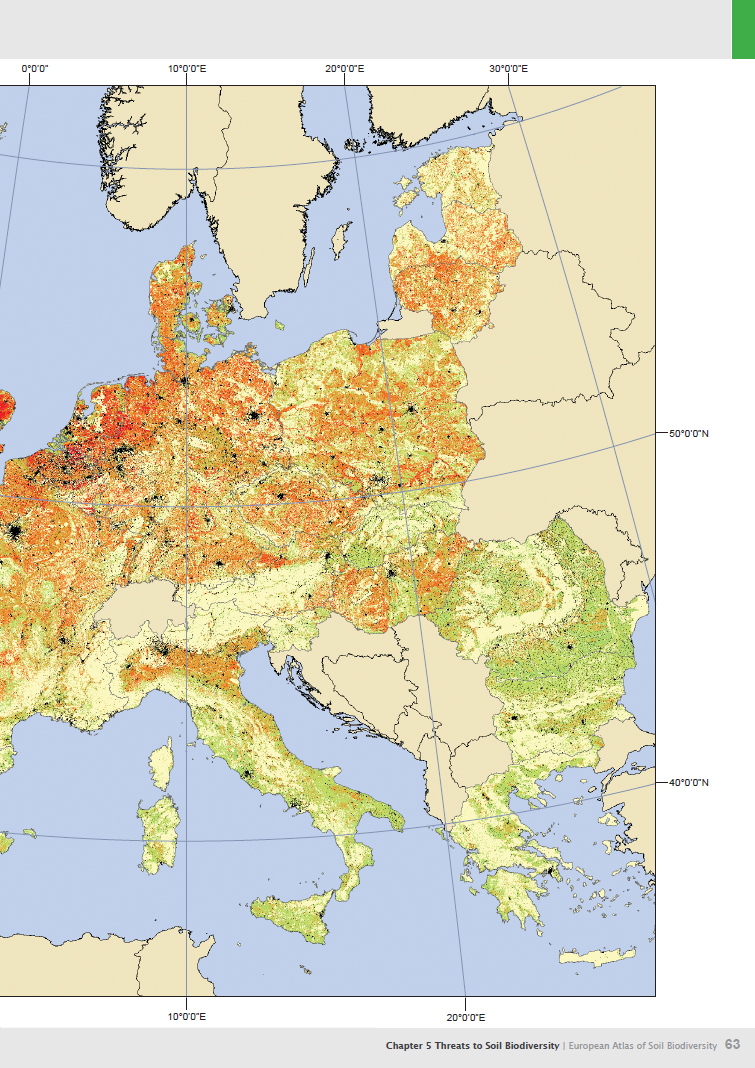 0°0'0" 10°0'0"E 20°0'0"E 30°0'0"E
50°0'0"N
40°0'0"N
10°0'0"E 20°0'0"E
Chapter 5 Threats to Soil Biodiversity | European Atlas of Soil Biodiversity 63